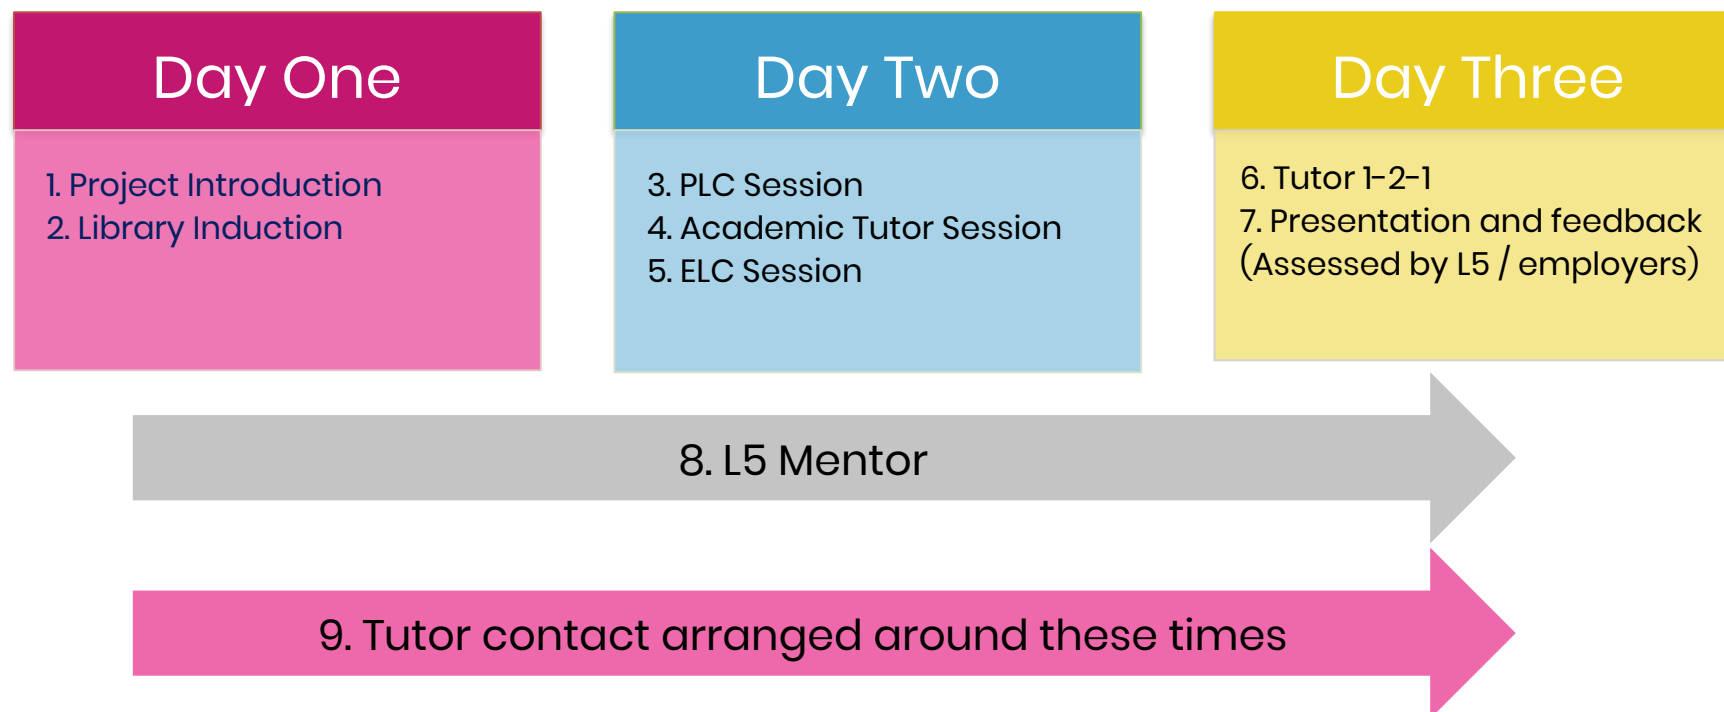 Day One
1. Project Introduction
2. Library Induction
Day Two
3. PLC Session
4. Academic Tutor Session
5. ELC Session
Day Three
6. Tutor 1-2-1
7. Presentation and feedback
(Assessed by L5 / employers)
8. L5 Mentor
9. Tutor contact arranged around these times